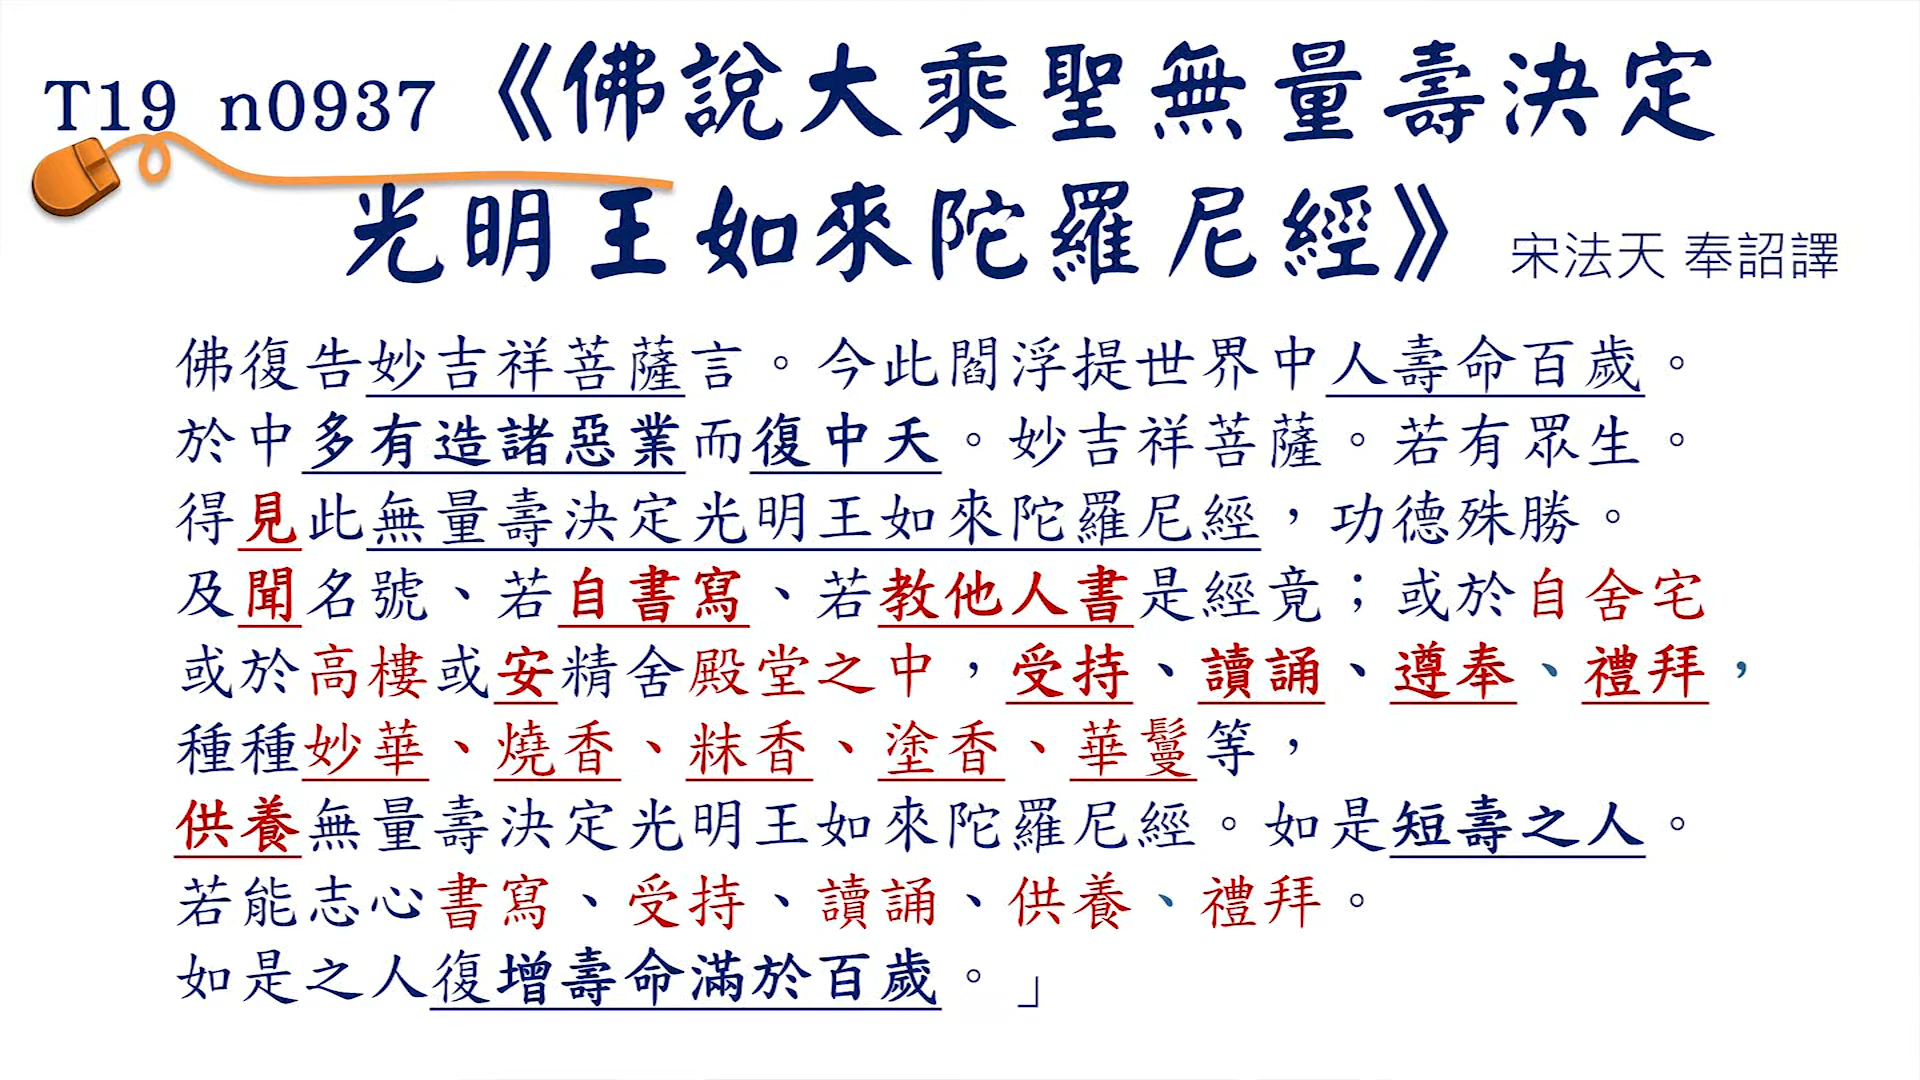 T19 n0937《佛說大乘聖無量壽決定
光明王如來陀羅尼經》 宋法天 奉詔譯
佛復告妙吉祥菩薩言。今此閻浮提世界中人壽命百歲。
於中多有造諸惡業而復中夭。妙吉祥菩薩。若有眾生。
得見此無量壽決定光明王如來陀羅尼經，功德殊勝。
及聞名號、若自書寫、若教他人書是經竟；或於自舍宅
或於高樓或安精舍殿堂之中，受持、讀誦、遵奉、禮拜，
種種妙華、燒香、粖香、塗香、華鬘等，
供養無量壽決定光明王如來陀羅尼經。如是短壽之人。
若能志心書寫、受持、讀誦、供養、禮拜。
如是之人復增壽命滿於百歲。」